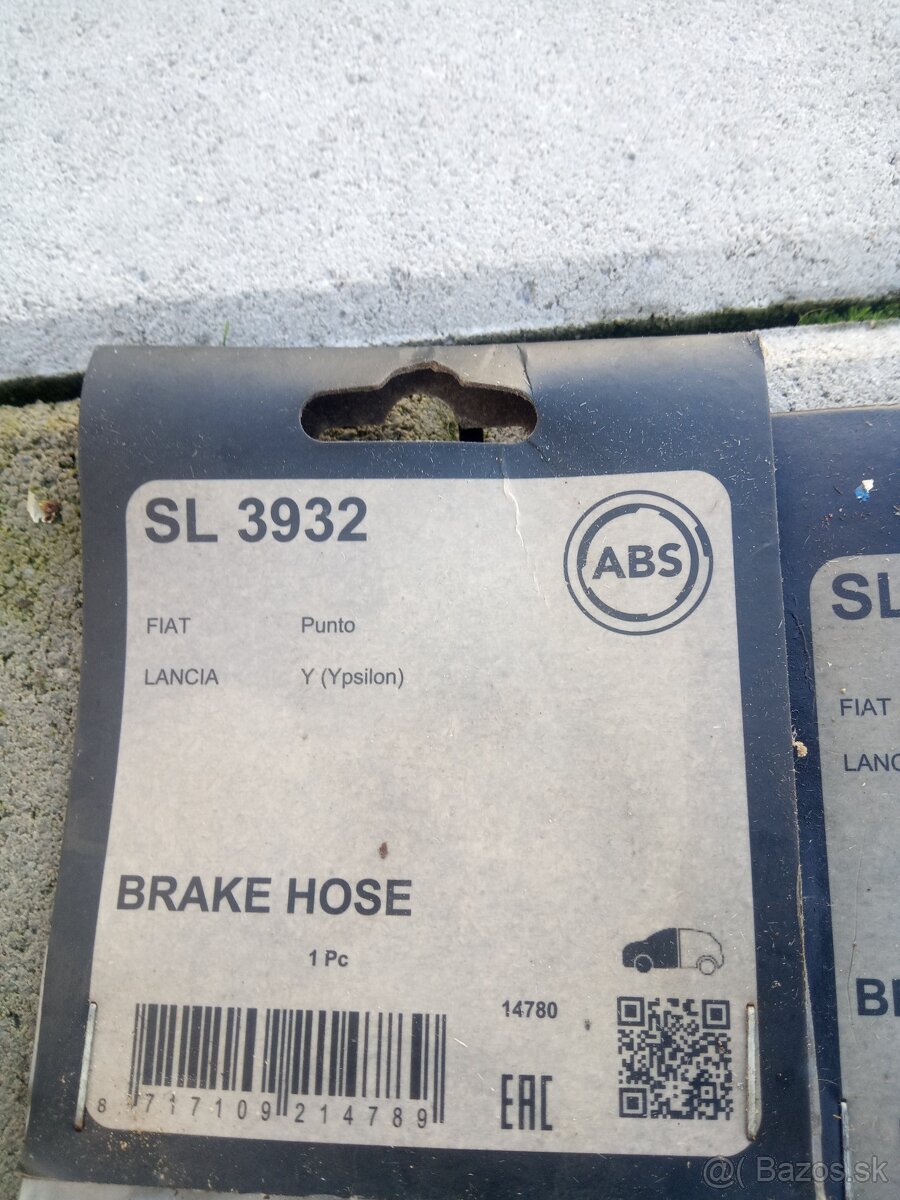 SL 3932
ABS
FIAT Punto
LANCIA Y (Ypsilon)
BRAKE HOSE
1 Pc
14780
8 717109 214789
EAC
SL
FIAT
LANC
B
@( Bazos.sk